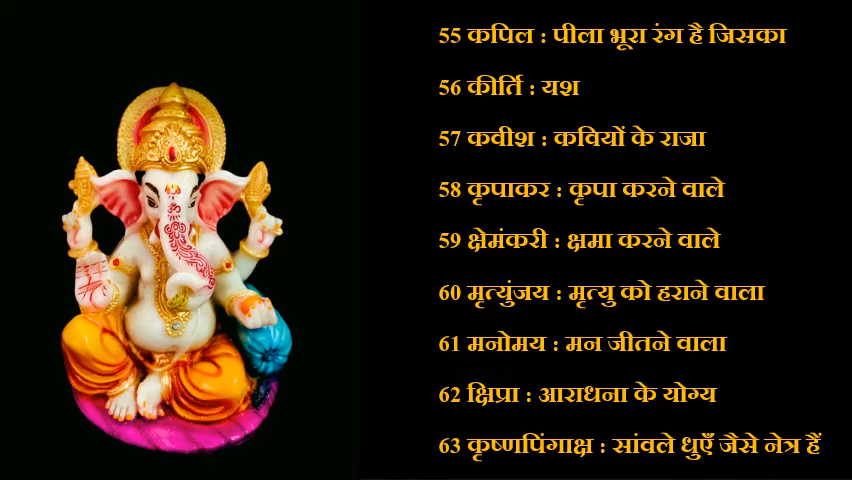 55 कपिल : पीला भूरा रंग है जिसका
56 कीर्ति : यश
57 कवीश : कवियों के राजा
58 कृपाकर : कृपा करने वाले
59 क्षेमंकरी : क्षमा करने वाले
60 मृत्युंजय : मृत्यु को हराने वाला
61 मनोमय : मन जीतने वाला
62 क्षिप्रा : आराधना के योग्य
63 कृष्णपिंगाक्ष : सांवले धुएँ जैसे नेत्र हैं